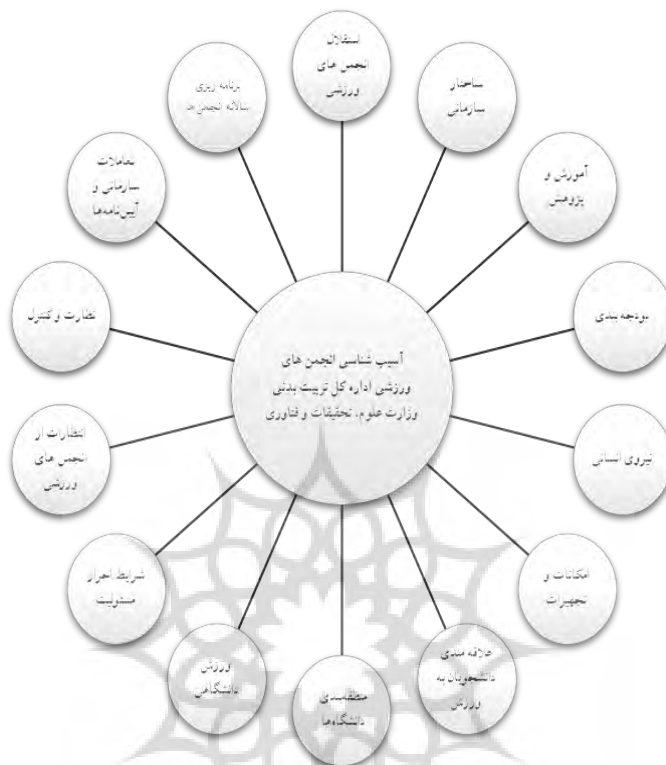 استقلال
انجمن های
ورزشی
ساختار
سازمانی
آموزش و
پژوهش
بودجه بندی
نیروی انسانی
امکانات و
تجهیزات
علاقه مندی
دانشجویان به
ورزش
منطقه‌بندی
دانشگاه‌ها
ورزش
دانشگاهی
شرایط احراز
مسئولیت
انتظارات از
انجمن های
ورزشی
نظارت و کنترل
تعاملات
سازمانی و
آیین‌نامه‌ها
برنامه ریزی
سالانه انجمن ها
آسیب شناسی انجمن های
ورزشی اداره کل تربیت بدنی
وزارت علوم، تحقیقات و فناوری